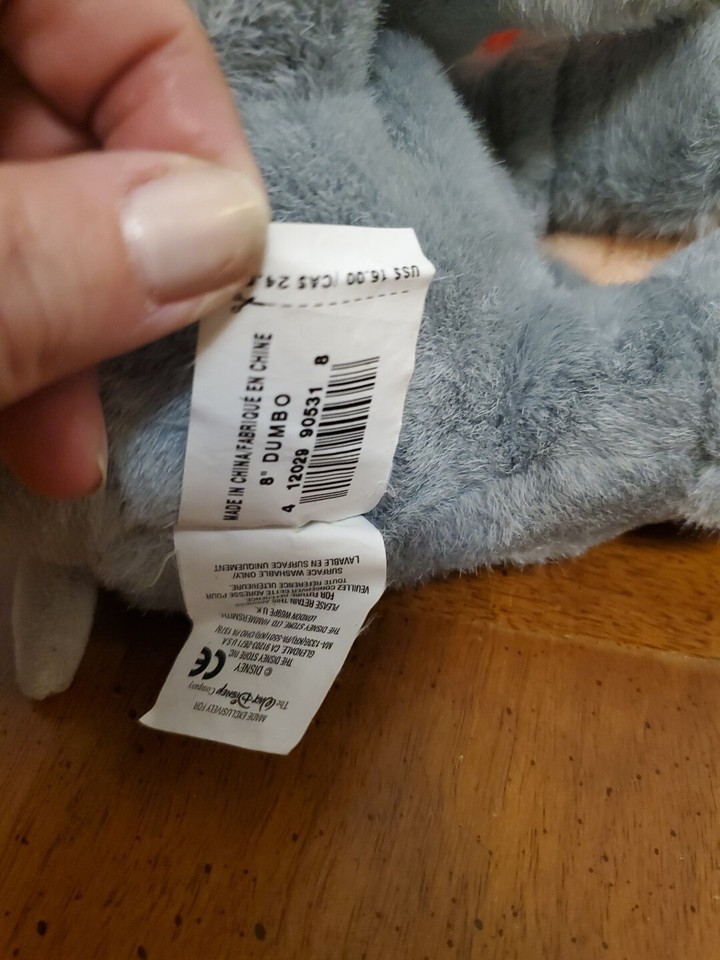 US$ 16.00 /CA$ 24.
MADE IN CHINA/FABRIQUÉ EN CHINE
8" DUMBO
4 12029 90531 8
MADE EXCLUSIVELY FOR
The Walt Disney Company
CE
© DISNEY
THE DISNEY STORE INC.
GLENDALE, CA 91203-2671 U.S.A.
THE DISNEY STORE, LTD. HAMMERSMITH
LONDON W6 U.K.
PLEASE RETAIN THIS ADDRESS
FOR FUTURE REFERENCE
VEUILLEZ CONSERVER CETTE ADRESSE POUR
TOUTE RÉFÉRENCE ULTÉRIEURE.
SURFACE WASHABLE ONLY/
LAVABLE EN SURFACE UNIQUEMENT